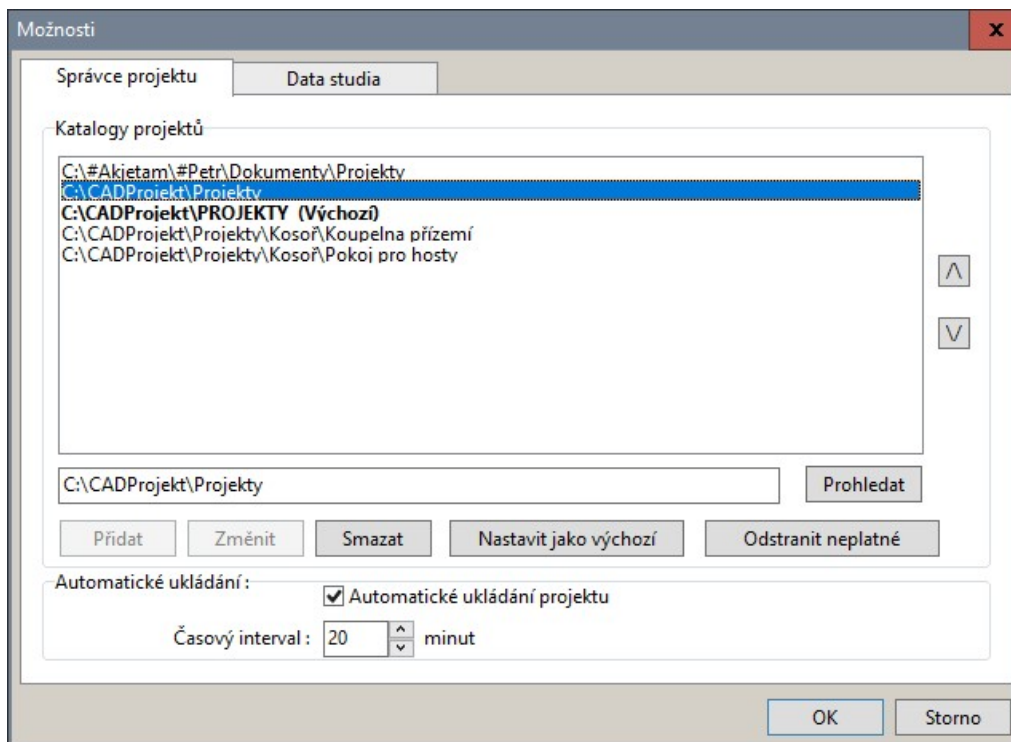 Možnosti
x
Správce projektu
Data studia
Katalogy projektů
C:\#Akjetam\#Petr\Dokumenty\Projekty
C:\CADProjekt\Projekty
C:\CADProjekt\PROJEKTY (Výchozí)
C:\CADProjekt\Projekty\Kosoř\Koupelna přízemí
C:\CADProjekt\Projekty\Kosoř\Pokoj pro hosty
/\
\/
C:\CADProjekt\Projekty Prohledat
Přidat Změnit Smazat Nastavit jako výchozí Odstranit neplatné
Automatické ukládání :
Automatické ukládání projektu
Časový interval : 20 minut
OK Storno